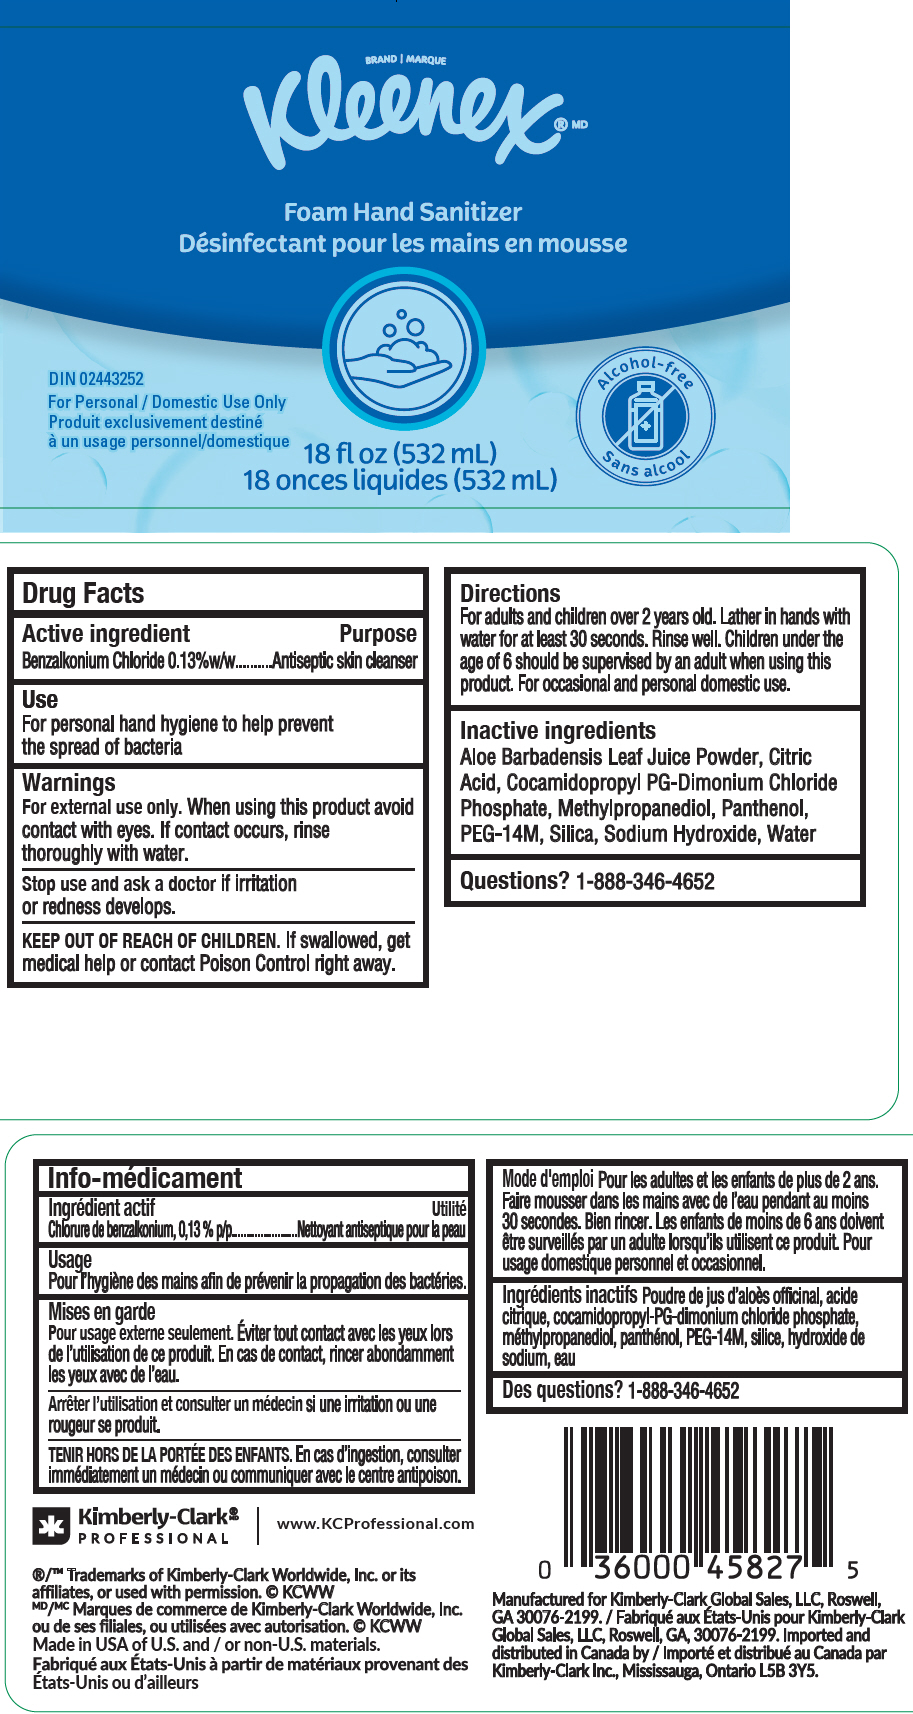 BRAND | MARQUE
Kleenex® MD
Foam Hand Sanitizer
Désinfectant pour les mains en mousse
DIN 02443252
For Personal / Domestic Use Only
Produit exclusivement destiné
à un usage personnel/domestique
Alcohol-free
Sans alcool
18 fl oz (532 mL)
18 onces liquides (532 mL)
Drug Facts
Active ingredient Purpose
Benzalkonium Chloride 0.13%w/w..........Antiseptic skin cleanser
Use
For personal hand hygiene to help prevent
the spread of bacteria
Warnings
For external use only. When using this product avoid
contact with eyes. If contact occurs, rinse
thoroughly with water.
Stop use and ask a doctor if irritation
or redness develops.
KEEP OUT OF REACH OF CHILDREN. If swallowed, get
medical help or contact Poison Control right away.
Directions
For adults and children over 2 years old. Lather in hands with
water for at least 30 seconds. Rinse well. Children under the
age of 6 should be supervised by an adult when using this
product. For occasional and personal domestic use.
Inactive ingredients
Aloe Barbadensis Leaf Juice Powder, Citric
Acid, Cocamidopropyl PG-Dimonium Chloride
Phosphate, Methylpropanediol, Panthenol,
PEG-14M, Silica, Sodium Hydroxide, Water
Questions? 1-888-346-4652
Info-médicament
Ingrédient actif Utilité
Chlorure de benzalkonium, 0,13 % p/p......................Nettoyant antiseptique pour la peau
Usage
Pour l'hygiène des mains afin de prévenir la propagation des bactéries.
Mises en garde
Pour usage externe seulement. Éviter tout contact avec les yeux lors
de l'utilisation de ce produit. En cas de contact, rincer abondamment
les yeux avec de l'eau.
Arrêter l'utilisation et consulter un médecin si une irritation ou une
rougeur se produit.
TENIR HORS DE LA PORTÉE DES ENFANTS. En cas d'ingestion, consulter
immédiatement un médecin ou communiquer avec le centre antipoison.
Mode d'emploi Pour les adultes et les enfants de plus de 2 ans.
Faire mousser dans les mains avec de l'eau pendant au moins
30 secondes. Bien rincer. Les enfants de moins de 6 ans doivent
être surveillés par un adulte lorsqu'ils utilisent ce produit. Pour
usage domestique personnel et occasionnel.
Ingrédients inactifs Poudre de jus d'aloès officinal, acide
citrique, cocamidopropyl-PG-dimonium chloride phosphate,
méthylpropanediol, panthénol, PEG-14M, silice, hydroxide de
sodium, eau
Des questions? 1-888-346-4652
Kimberly-Clark®
PROFESSIONAL
www.KCProfessional.com
®/™ Trademarks of Kimberly-Clark Worldwide, Inc. or its
affiliates, or used with permission. © KCWW
MD/MC Marques de commerce de Kimberly-Clark Worldwide, Inc.
ou de ses filiales, ou utilisées avec autorisation. © KCWW
Made in USA of U.S. and / or non-U.S. materials.
Fabriqué aux États-Unis à partir de matériaux provenant des
États-Unis ou d'ailleurs
0 36000 45827 5
Manufactured for Kimberly-Clark Global Sales, LLC, Roswell,
GA 30076-2199. / Fabriqué aux États-Unis pour Kimberly-Clark
Global Sales, LLC, Roswell, GA, 30076-2199. Imported and
distributed in Canada by / Importé et distribué au Canada par
Kimberly-Clark Inc., Mississauga, Ontario L5B 3Y5.